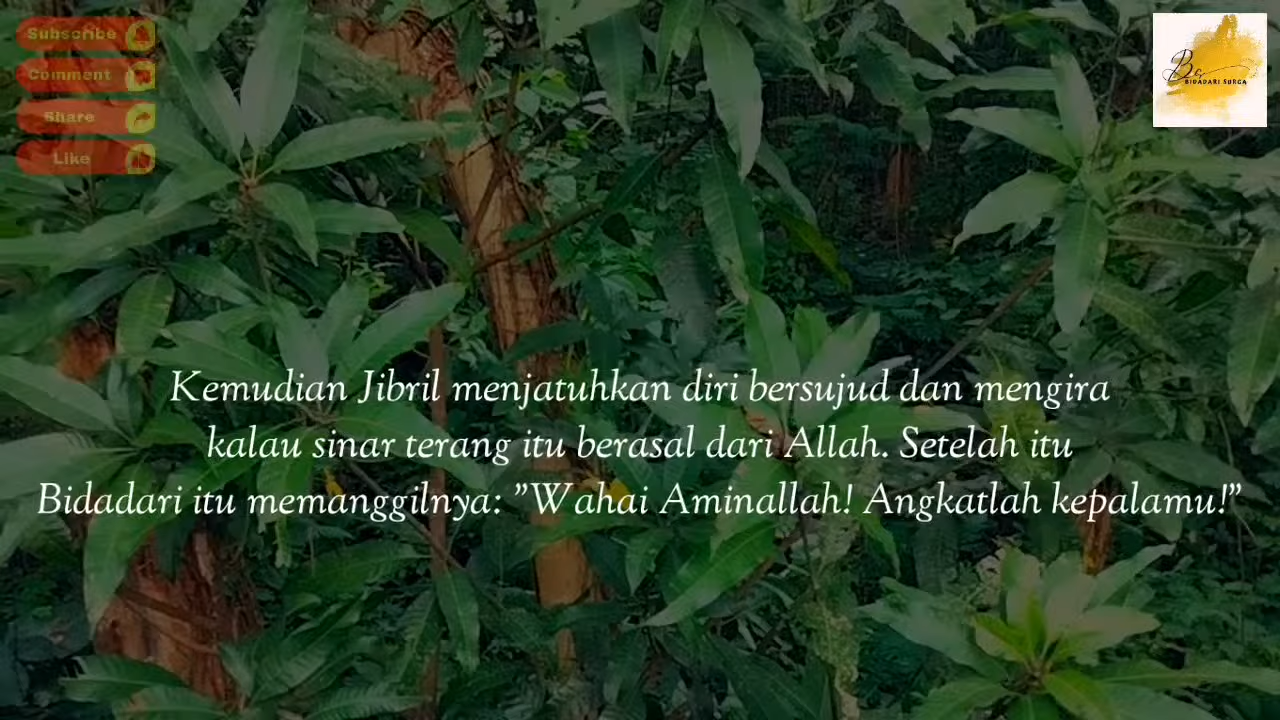 Subscribe
Comment
Share
Like
Bs
BIDADARI SURGA
Kemudian Jibril menjatuhkan diri bersujud dan mengira
kalau sinar terang itu berasal dari Allah. Setelah itu
Bidadari itu memanggilnya: ”Wahai Aminallah! Angkatlah kepalamu!”